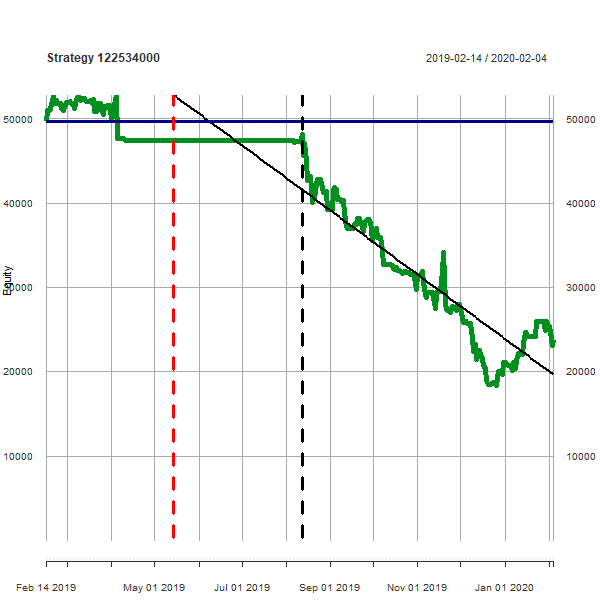 Strategy 122534000
2019-02-14 / 2020-02-04
50000
50000
40000
40000
Equity
30000
30000
20000
20000
10000
10000
Feb 14 2019
May 01 2019
Jul 01 2019
Sep 01 2019
Nov 01 2019
Jan 01 2020